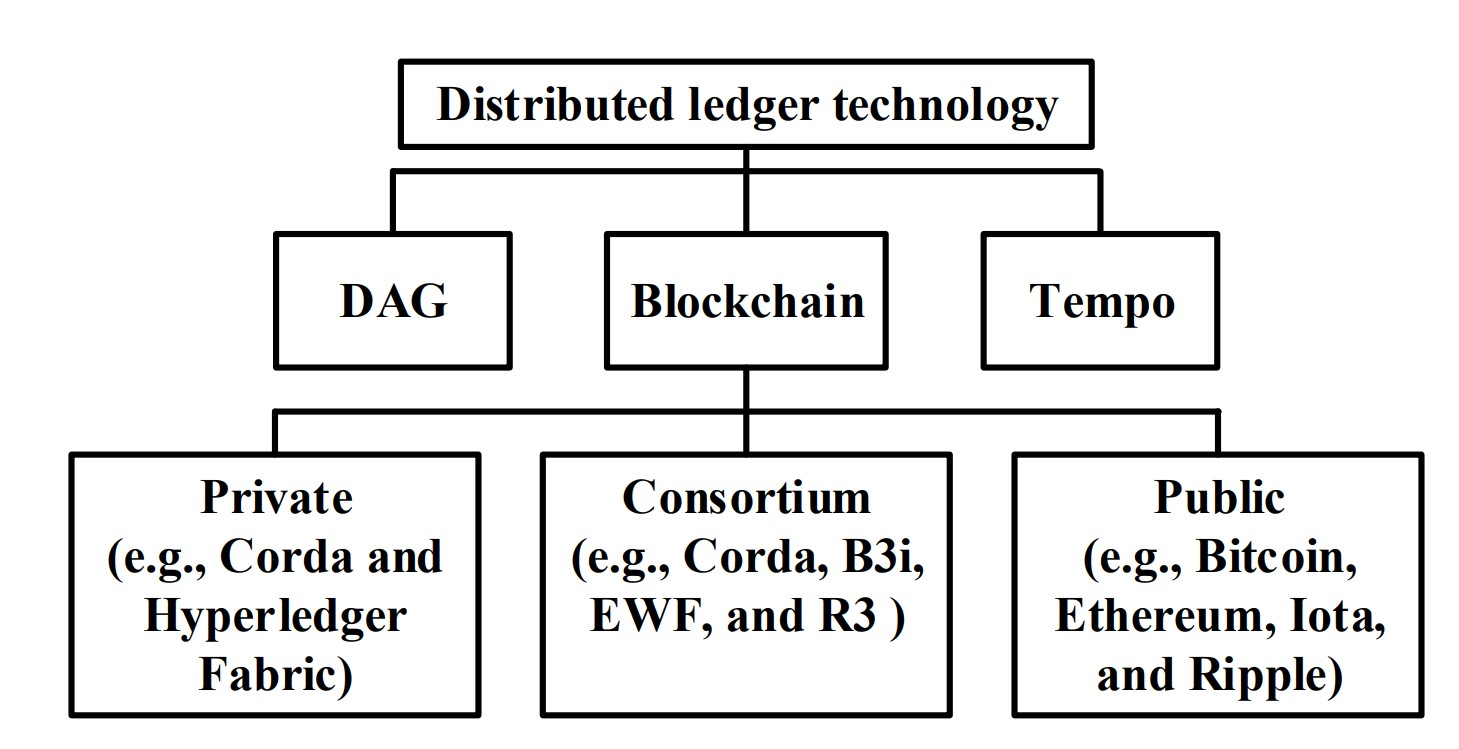 Distributed ledger technology
DAG
Blockchain
Tempo
Private
(e.g., Corda and
Hyperledger
Fabric)
Consortium
(e.g., Corda, B3i,
EWF, and R3 )
Public
(e.g., Bitcoin,
Ethereum, Iota,
and Ripple)